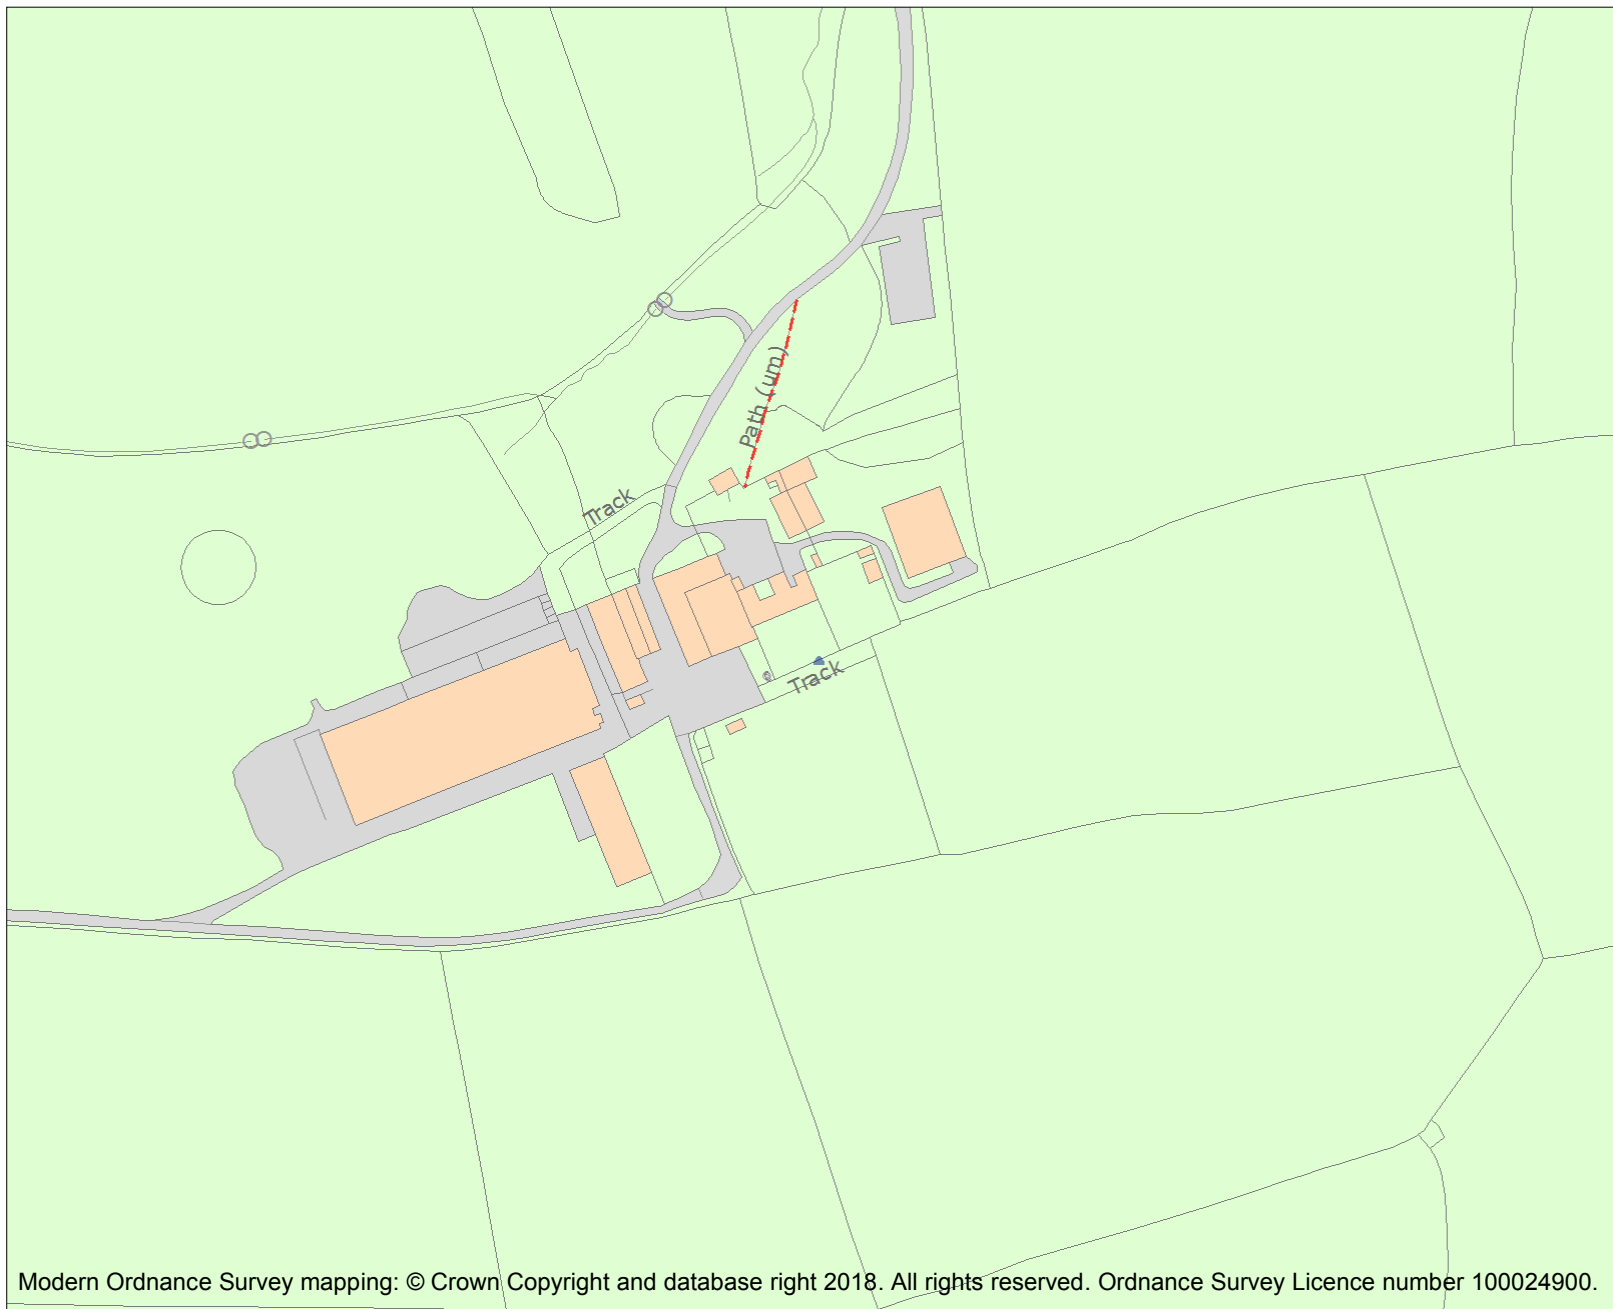 Path (um)
Track
Track
Modern Ordnance Survey mapping: © Crown Copyright and database right 2018. All rights reserved. Ordnance Survey Licence number 100024900.